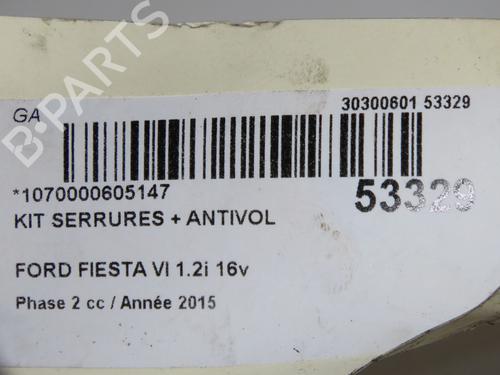 GA
30300601 53329
*1070000605147
53329
KIT SERRURES + ANTIVOL
FORD FIESTA VI 1.2i 16v
Phase 2 cc / Année 2015
B-PARTS